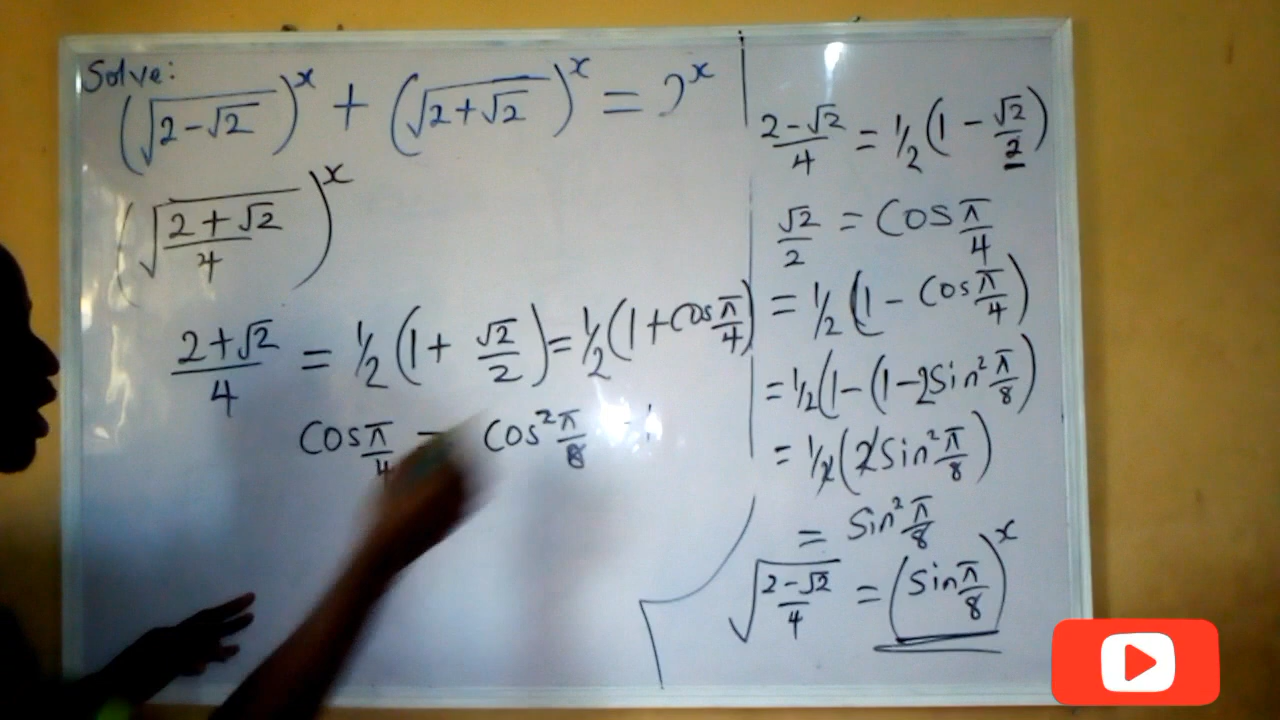 Solve:
(√(2-√2))^x + (√(2+√2))^x = 2^x
(√((2+√2)/4))^x
(2+√2)/4 = 1/2(1+ √2/2) = 1/2(1+cos π/4)
Cos π/4 = Cos² π/8 - 1
(2-√2)/4 = 1/2(1 - √2/2)
√2/2 = Cos π/4
= 1/2(1 - Cos π/4)
= 1/2(1-(1-2Sin² π/8)
= 1/2(2Sin² π/8)
= Sin² π/8
√((2-√2)/4) = (Sin π/8)^x